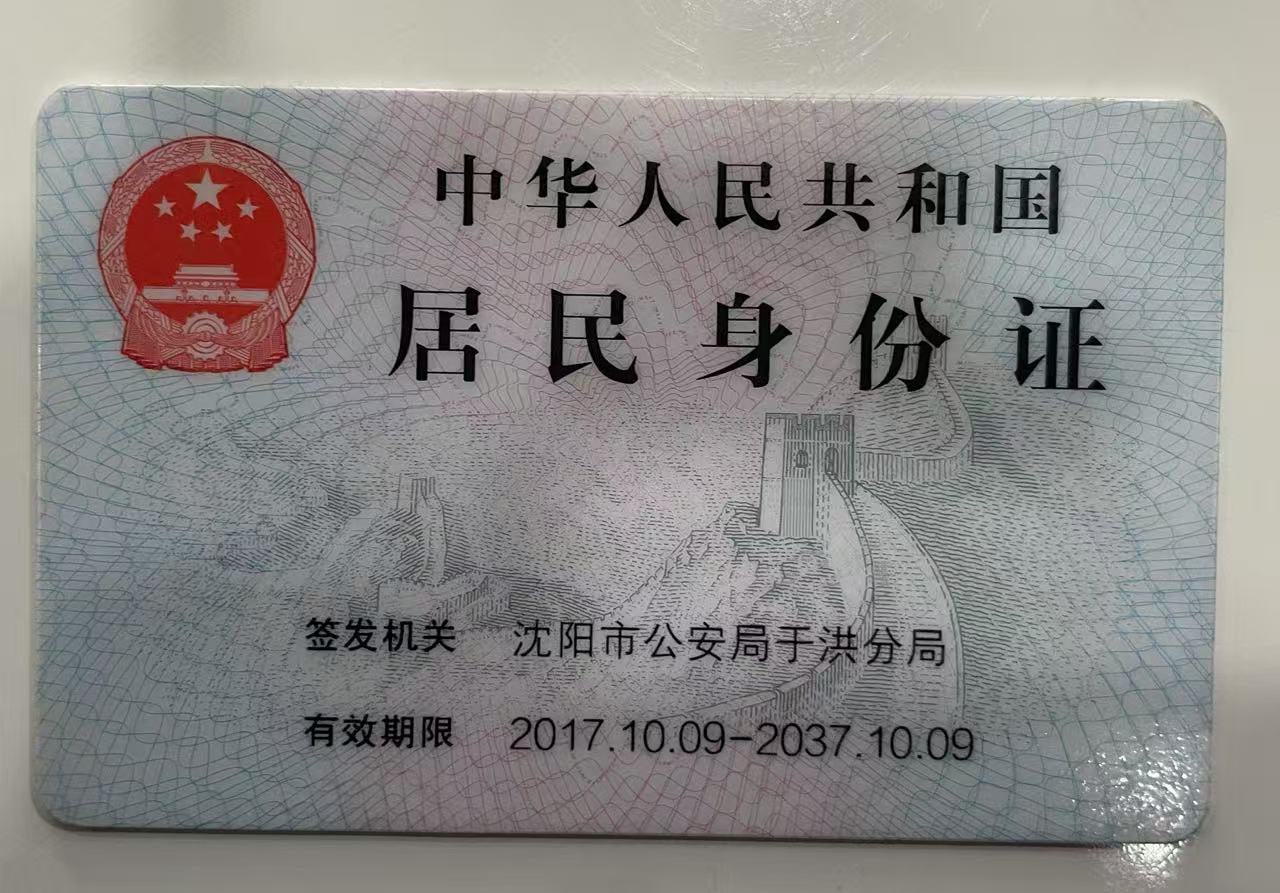 中华人民共和国
居民身份证
签发机关 沈阳市公安局于洪分局
有效期限 2017.10.09-2037.10.09